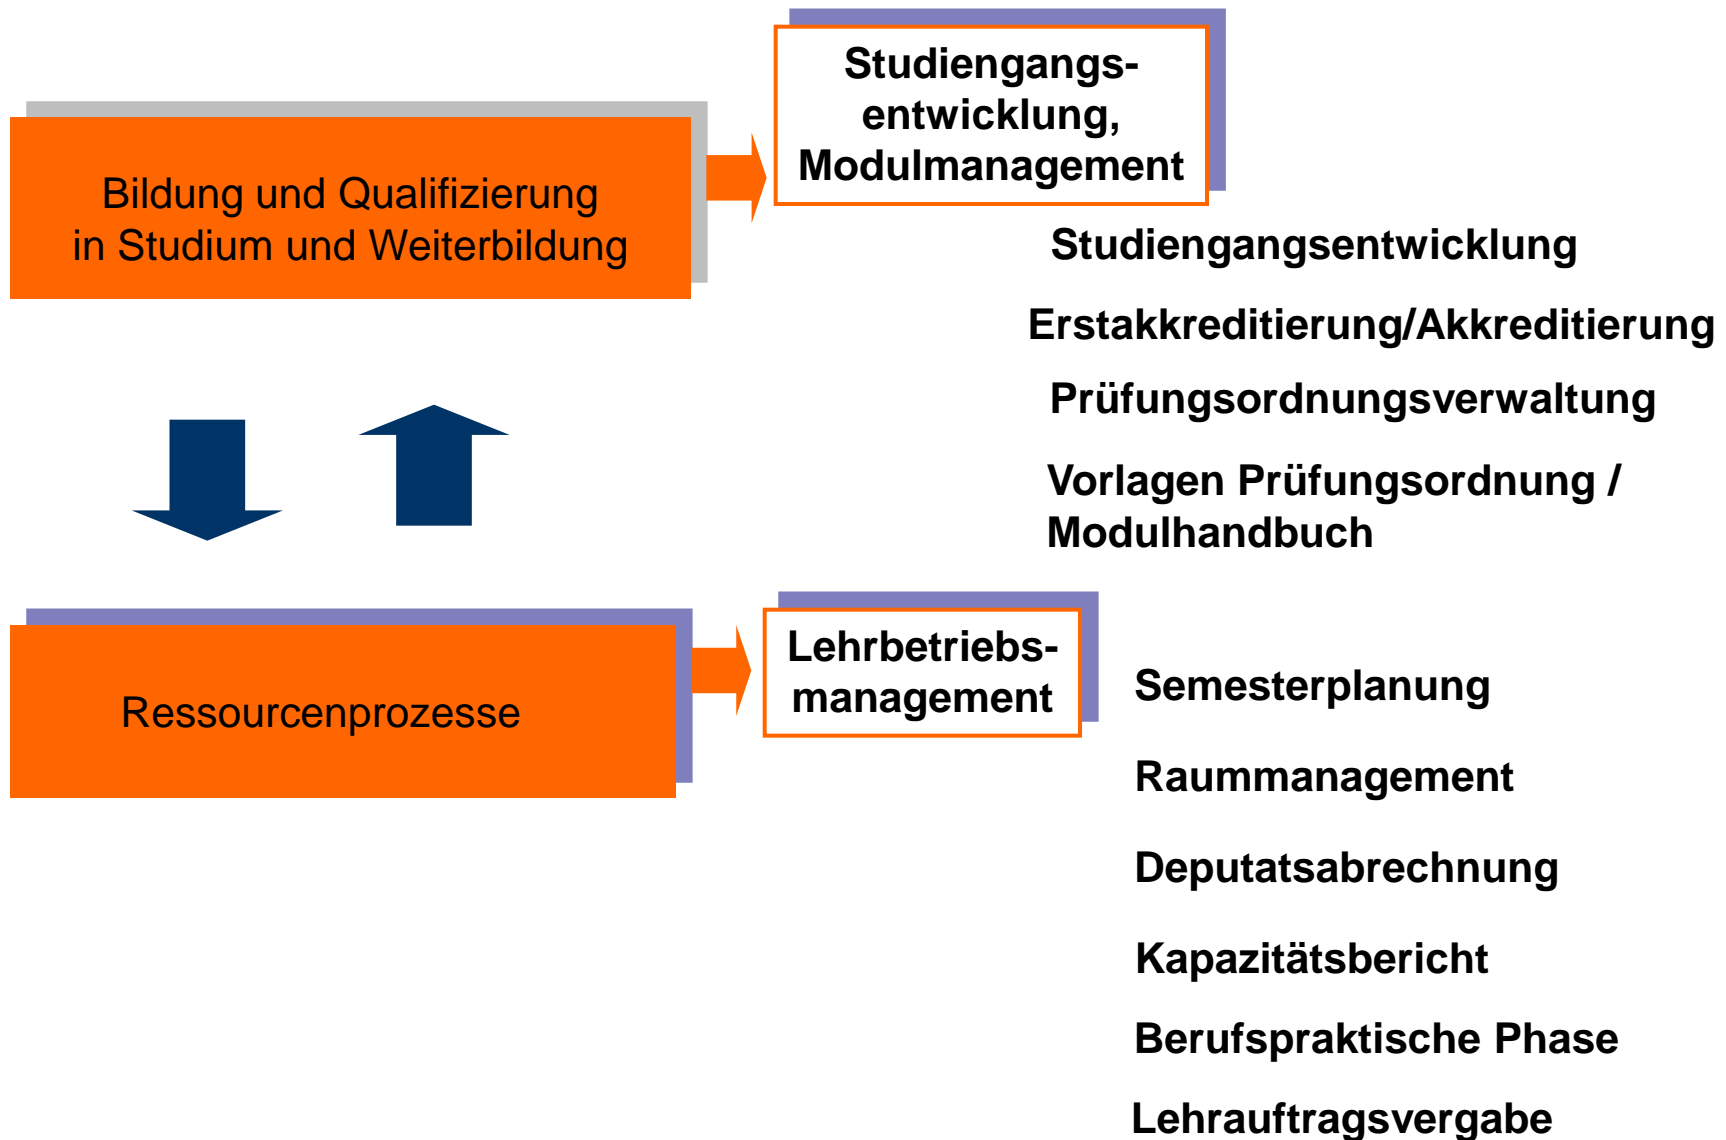 Studiengangs-
entwicklung,
Modulmanagement
Bildung und Qualifizierung
in Studium und Weiterbildung
Studiengangsentwicklung
Erstakkreditierung/Akkreditierung
Prüfungsordnungsverwaltung
Vorlagen Prüfungsordnung /
Modulhandbuch
Lehrbetriebs-
management
Ressourcenprozesse
Semesterplanung
Raummanagement
Deputatsabrechnung
Kapazitätsbericht
Berufspraktische Phase
Lehrauftragsvergabe